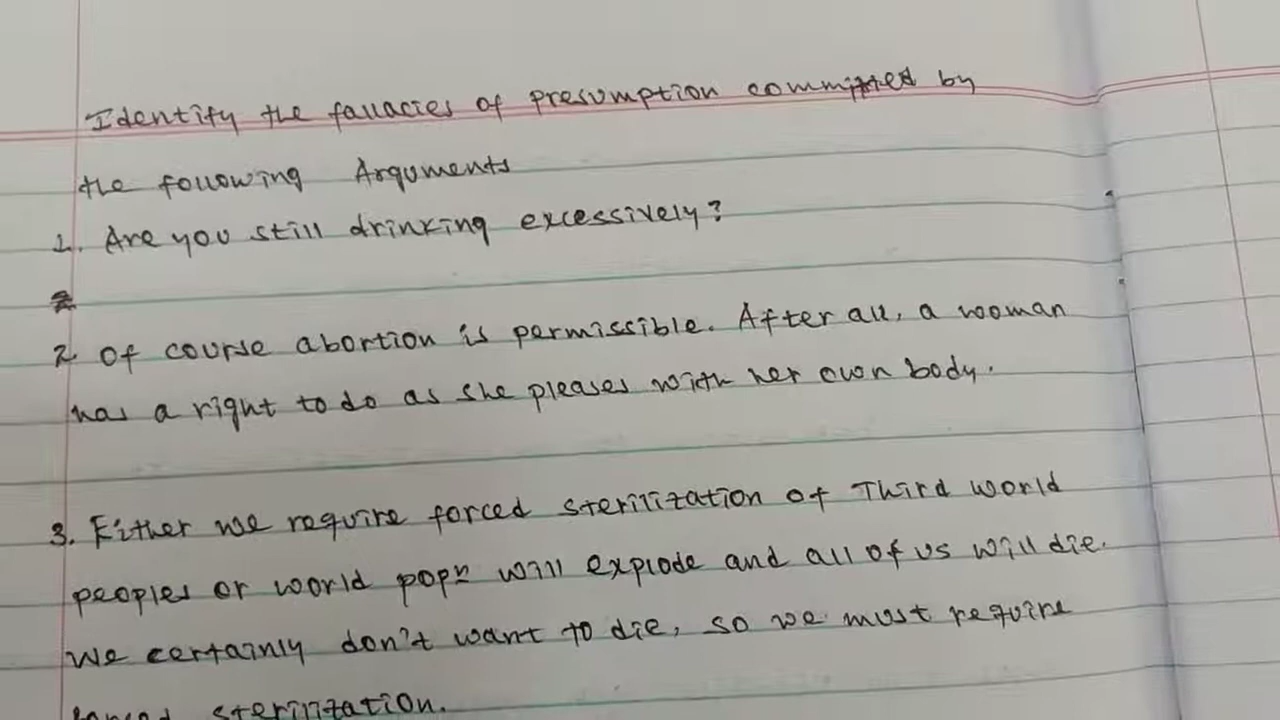 Identify the fallacies of presumption committed by
the following Arguments
1. Are you still drinking excessively?
2 Of course abortion is permissible. After all, a wooman
has a right to do as she pleases with her own body.
3. Either we require forced sterilization of Third world
peoples or world popn will explode and all of us will die.
We certainly don't want to die, so we must require
forced sterilization.